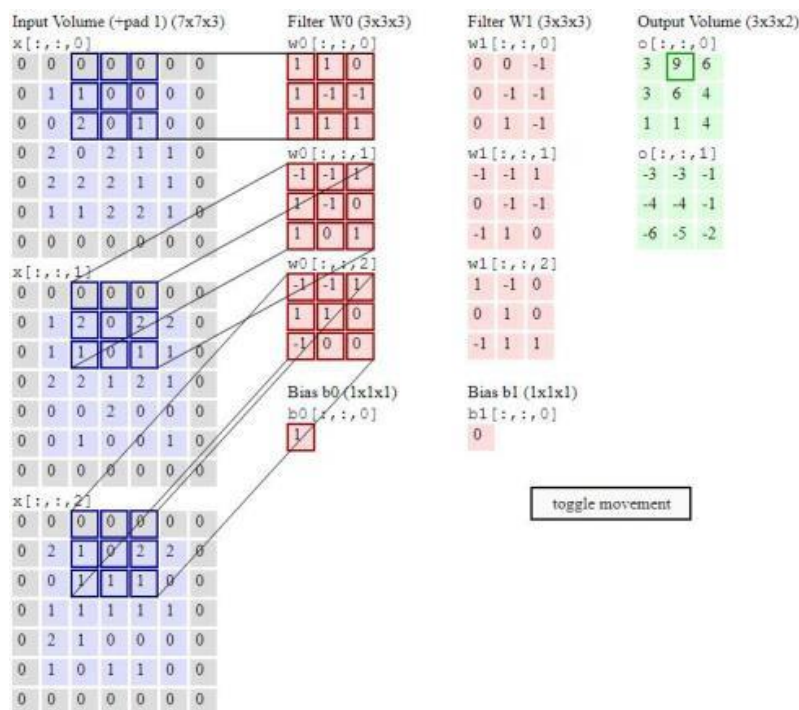 Input Volume (+pad 1) (7x7x3)
x[:,:,0]
0 0 0 0 0 0 0
0 1 1 0 0 0 0
0 0 2 0 1 0 0
0 2 0 2 1 1 0
0 2 2 2 1 1 0
0 1 1 2 2 1 0
0 0 0 0 0 0 0
x[:,:,1]
0 0 0 0 0 0 0
0 1 2 0 2 2 0
0 1 1 0 1 1 0
0 2 2 1 2 1 0
0 0 0 2 0 0 0
0 0 1 0 0 1 0
0 0 0 0 0 0 0
x[:,:,2]
0 0 0 0 0 0 0
0 2 1 0 2 2 0
0 0 1 1 1 0 0
0 1 1 1 1 1 0
0 2 1 0 0 0 0
0 1 0 1 1 0 0
0 0 0 0 0 0 0
Filter W0 (3x3x3)
w0[:,:,0]
1 1 0
1 -1 -1
1 1 1
w0[:,:,1]
-1 -1 1
1 -1 0
1 0 1
w0[:,:,2]
-1 -1 1
1 1 0
-1 0 0
Bias b0 (1x1x1)
b0[:,:,0]
1
Filter W1 (3x3x3)
w1[:,:,0]
0 0 -1
0 -1 -1
0 1 -1
w1[:,:,1]
-1 -1 1
0 -1 -1
-1 1 0
w1[:,:,2]
1 -1 0
0 1 0
-1 1 1
Bias b1 (1x1x1)
b1[:,:,0]
0
Output Volume (3x3x2)
o[:,:,0]
3 9 6
3 6 4
1 1 4
o[:,:,1]
-3 -3 -1
-4 -4 -1
-6 -5 -2
toggle movement